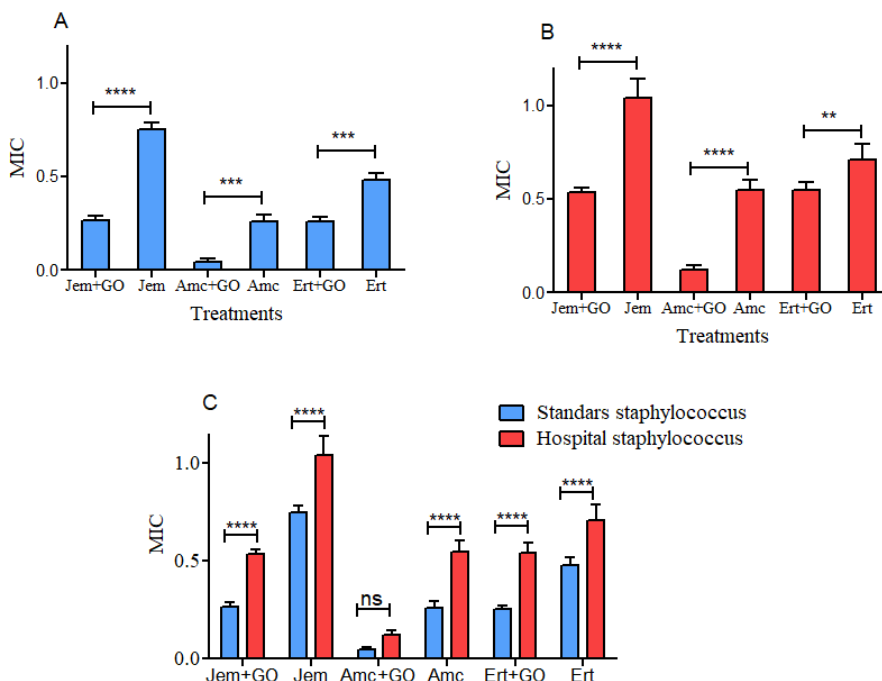 A
MIC
1.0
0.5
0.0
****
***
***
Jem+GO Jem Amc+GO Amc Ert+GO Ert
Treatments
B
MIC
1.0
0.5
0.0
****
****
**
Jem+GO Jem Amc+GO Amc Ert+GO Ert
Treatments
C
Standars staphylococcus
Hospital staphylococcus
MIC
1.0
0.5
0.0
****
****
ns
****
****
****
Jem+GO Jem Amc+GO Amc Ert+GO Ert